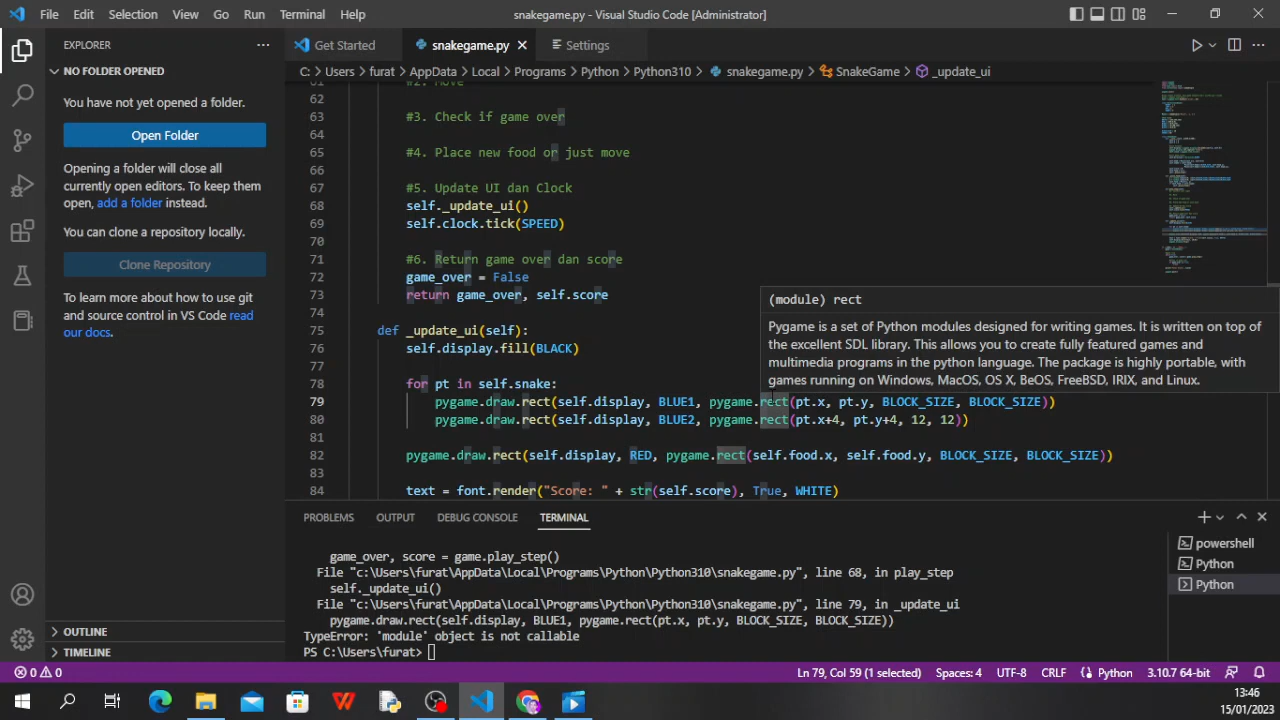 File Edit Selection View Go Run Terminal Help
snakegame.py - Visual Studio Code [Administrator]
EXPLORER
Get Started
snakegame.py
Settings
NO FOLDER OPENED
C: > Users > furat > AppData > Local > Programs > Python > Python310 > snakegame.py > SnakeGame > _update_ui
You have not yet opened a folder.
Open Folder
Opening a folder will close all
currently open editors. To keep them
open, add a folder instead.
You can clone a repository locally.
Clone Repository
To learn more about how to use git
and source control in VS Code read
our docs.
OUTLINE
TIMELINE
61 #2. Move
62
63 #3. Check if game over
64
65 #4. Place new food or just move
66
67 #5. Update UI dan Clock
68 self._update_ui()
69 self.clock.tick(SPEED)
70
71 #6. Return game over dan score
72 game_over = False
73 return game_over, self.score
74
75 def _update_ui(self):
76 self.display.fill(BLACK)
77
78 for pt in self.snake:
79 pygame.draw.rect(self.display, BLUE1, pygame.rect(pt.x, pt.y, BLOCK_SIZE, BLOCK_SIZE))
80 pygame.draw.rect(self.display, BLUE2, pygame.rect(pt.x+4, pt.y+4, 12, 12))
81
82 pygame.draw.rect(self.display, RED, pygame.rect(self.food.x, self.food.y, BLOCK_SIZE, BLOCK_SIZE))
83
84 text = font.render("Score: " + str(self.score), True, WHITE)
(module) rect
Pygame is a set of Python modules designed for writing games. It is written on top of
the excellent SDL library. This allows you to create fully featured games and
multimedia programs in the python language. The package is highly portable, with
games running on Windows, MacOS, OS X, BeOS, FreeBSD, IRIX, and Linux.
PROBLEMS OUTPUT DEBUG CONSOLE TERMINAL
game_over, score = game.play_step()
File "c:\Users\furat\AppData\Local\Programs\Python\Python310\snakegame.py", line 68, in play_step
self._update_ui()
File "c:\Users\furat\AppData\Local\Programs\Python\Python310\snakegame.py", line 79, in _update_ui
pygame.draw.rect(self.display, BLUE1, pygame.rect(pt.x, pt.y, BLOCK_SIZE, BLOCK_SIZE))
TypeError: 'module' object is not callable
PS C:\Users\furat>
powershell
Python
Python
0 0
Ln 79, Col 59 (1 selected) Spaces: 4 UTF-8 CRLF Python 3.10.7 64-bit
13:46
15/01/2023